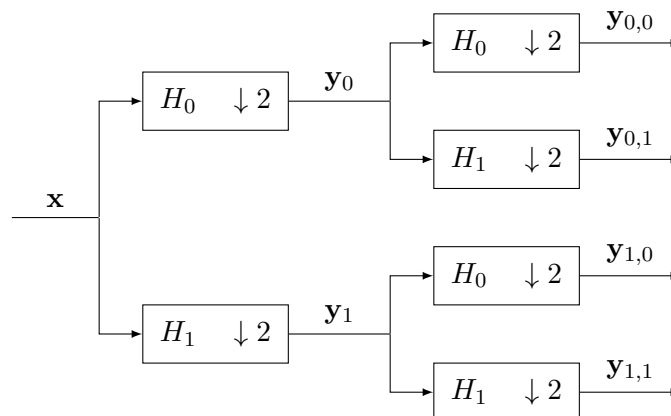 y₀,₀
H₀ ↓ 2
y₀
H₀ ↓ 2
y₀,₁
H₁ ↓ 2
x
y₁,₀
H₀ ↓ 2
y₁
H₁ ↓ 2
y₁,₁
H₁ ↓ 2